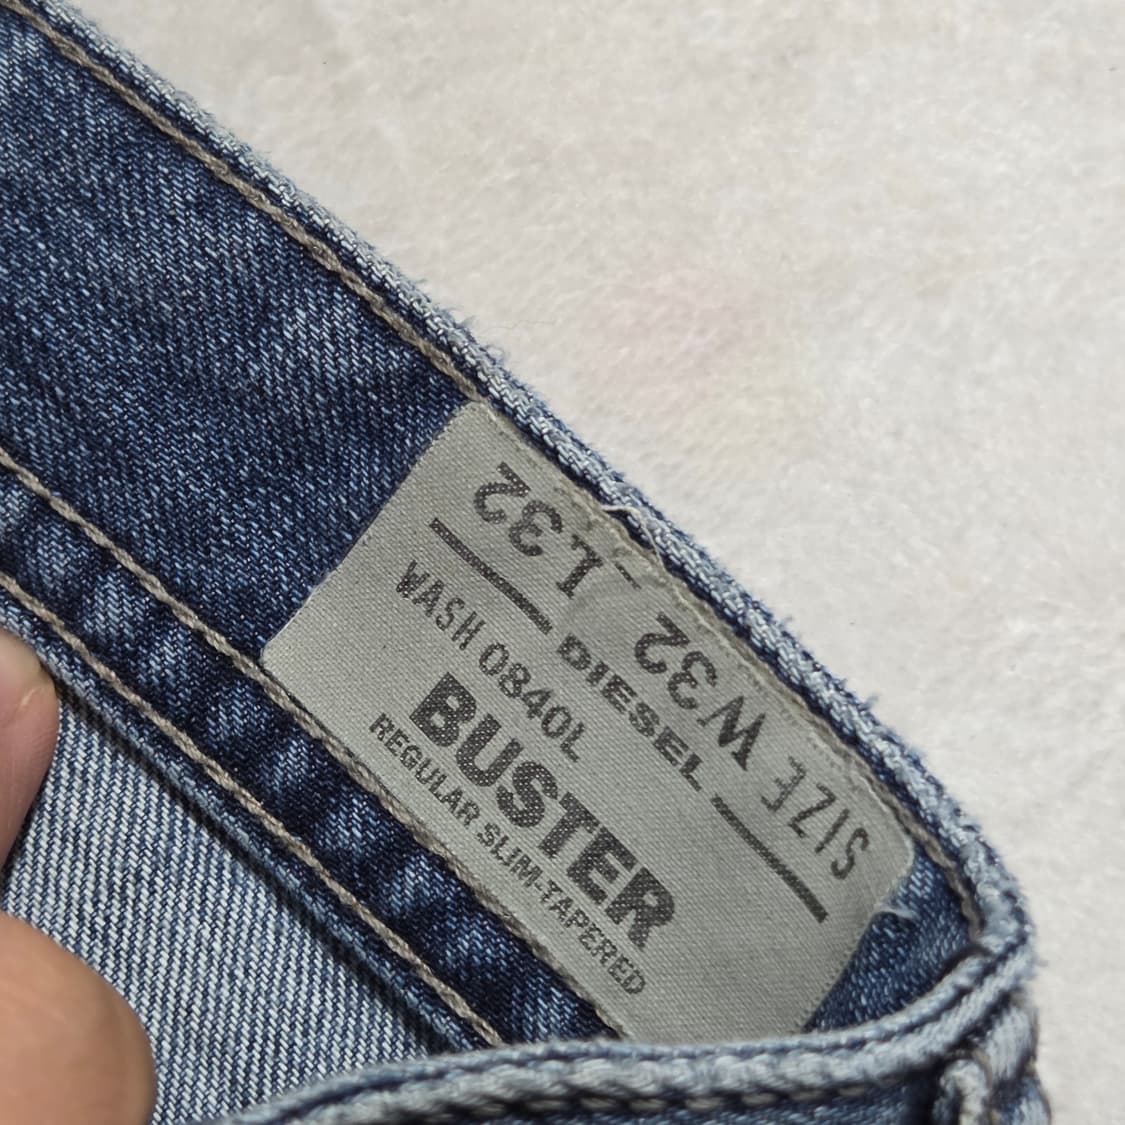 SIZE W32 - L32
DIESEL
WASH 0840L
BUSTER
REGULAR SLIM-TAPERED